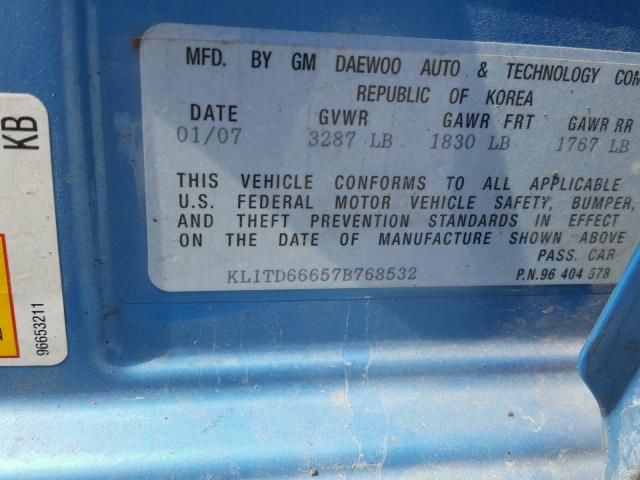 MFD. BY GM DAEWOO AUTO & TECHNOLOGY COM
REPUBLIC OF KOREA
DATE GVWR GAWR FRT GAWR RR
01/07 3287 LB 1830 LB 1767 LB
THIS VEHICLE CONFORMS TO ALL APPLICABLE
U.S. FEDERAL MOTOR VEHICLE SAFETY, BUMPER,
AND THEFT PREVENTION STANDARDS IN EFFECT
ON THE DATE OF MANUFACTURE SHOWN ABOVE
PASS. CAR
KL1TD66657B768532 P.N.96 404 578
KB
96653211